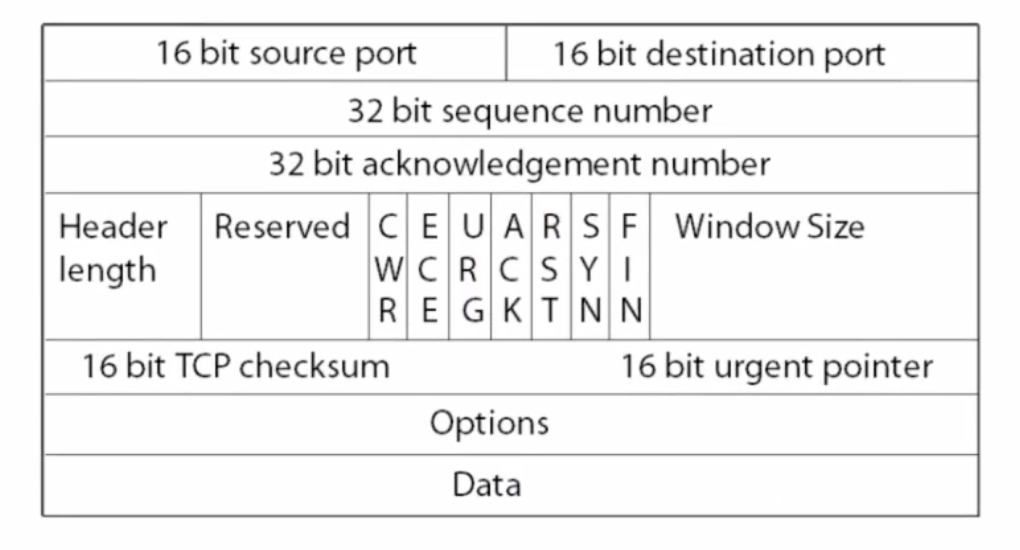 16 bit source port
16 bit destination port
32 bit sequence number
32 bit acknowledgement number
Header length
Reserved
CWR
ECE
URG
ACK
RST
SYN
FIN
Window Size
16 bit TCP checksum
16 bit urgent pointer
Options
Data